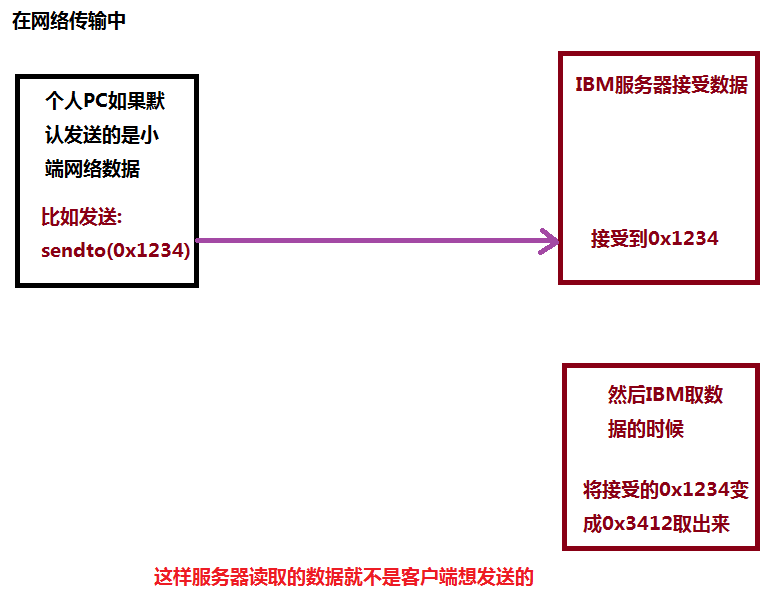 在网络传输中
个人PC如果默
认发送的是小
端网络数据
比如发送:
sendto(0x1234)
IBM服务器接受数据
接受到0x1234
然后IBM取数
据的时候
将接受的0x1234变
成0x3412取出来
这样服务器读取的数据就不是客户端想发送的